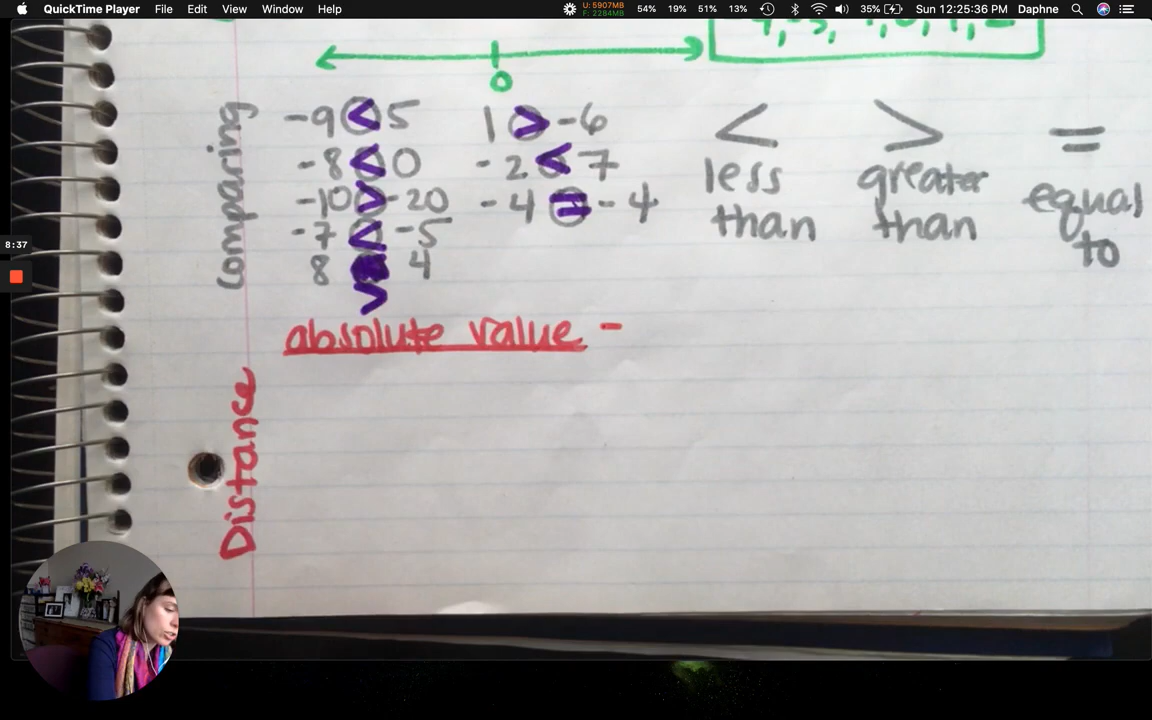 QuickTime Player File Edit View Window Help U: 5907MB F: 2284MB 54% 19% 51% 13% 35% Sun 12:25:36 PM Daphne
0
Comparing
-9 < 5 1 > -6
-8 < 0 -2 < 7
-10 > -20 -4 = -4
-7 < -5
8 > 4
< > =
less than
greater than
equal to
8:37
absolute value -
Distance